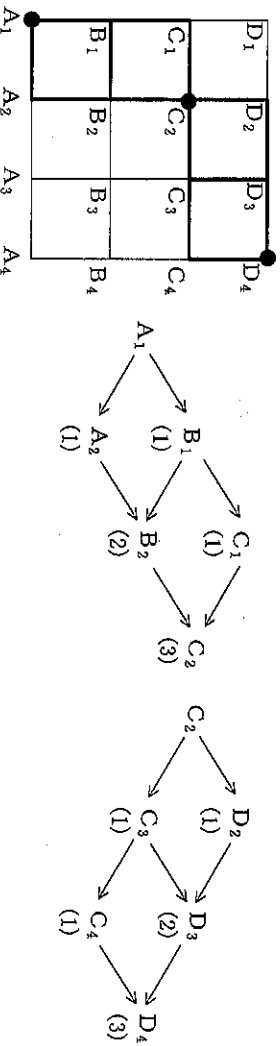 D₁ D₂ D₃ D₄
C₁ C₂ C₃ C₄
B₁ B₂ B₃ B₄
A₁ A₂ A₃ A₄
C₁
(1)
B₁ C₂
(1) (3)
A₁ B₂
(2)
A₂
(1)
D₂
(1)
C₂ D₃
(2)
C₃ D₄
(1) (3)
C₄
(1)